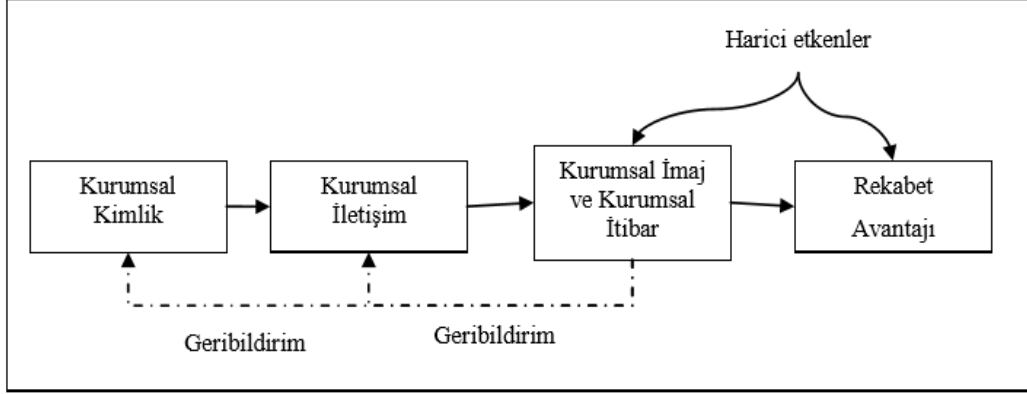 Harici etkenler
Kurumsal
Kimlik
Kurumsal
İletişim
Kurumsal İmaj
ve Kurumsal
İtibar
Rekabet
Avantajı
Geribildirim
Geribildirim